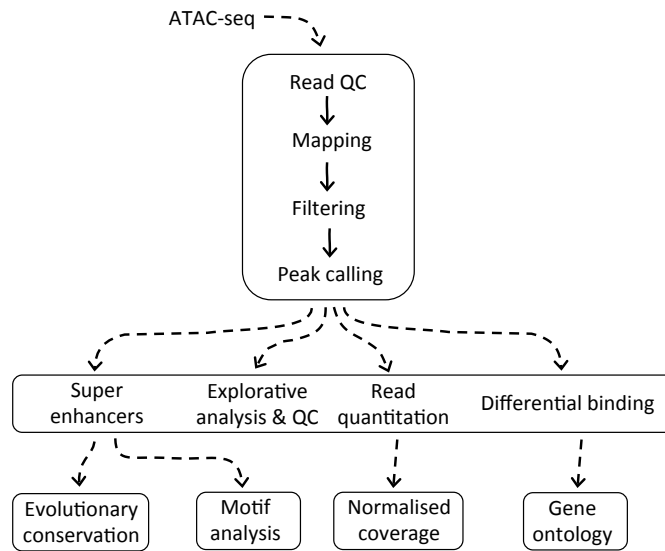 ATAC-seq
Read QC
Mapping
Filtering
Peak calling
Super
enhancers
Explorative
analysis & QC
Read
quantitation
Differential binding
Evolutionary
conservation
Motif
analysis
Normalised
coverage
Gene
ontology